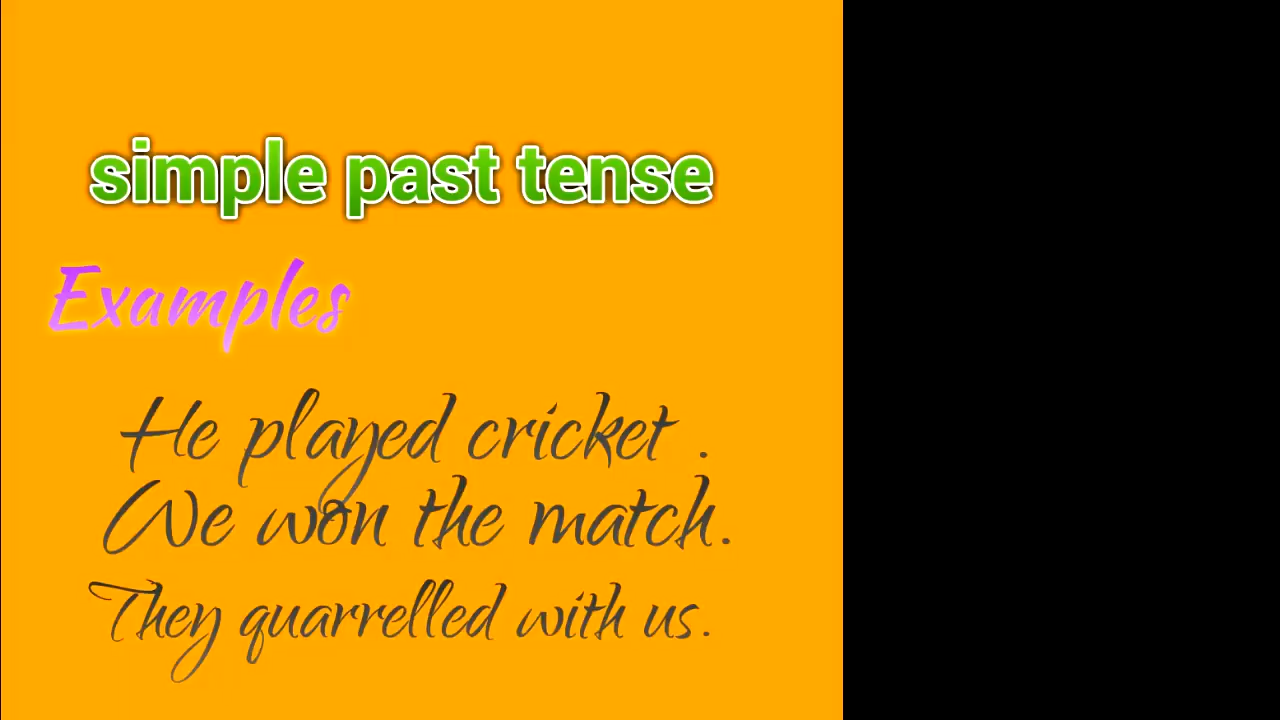 simple past tense
Examples
He played cricket .
We won the match.
They quarrelled with us.